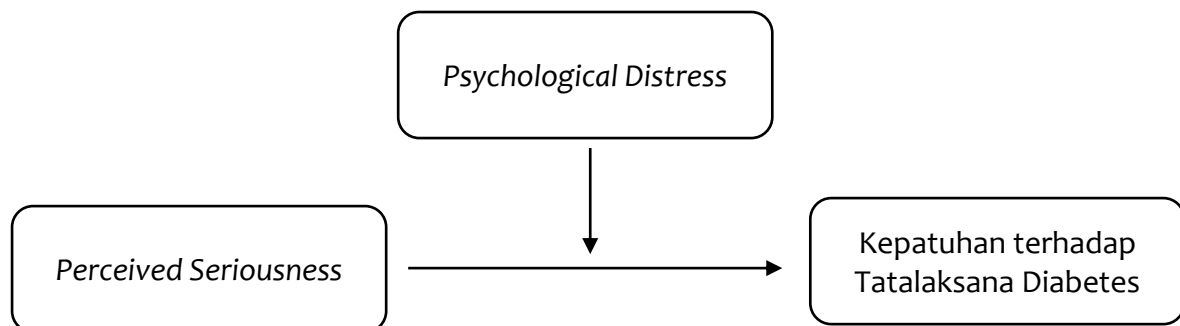 Psychological Distress
Perceived Seriousness
Kepatuhan terhadap
Tatalaksana Diabetes